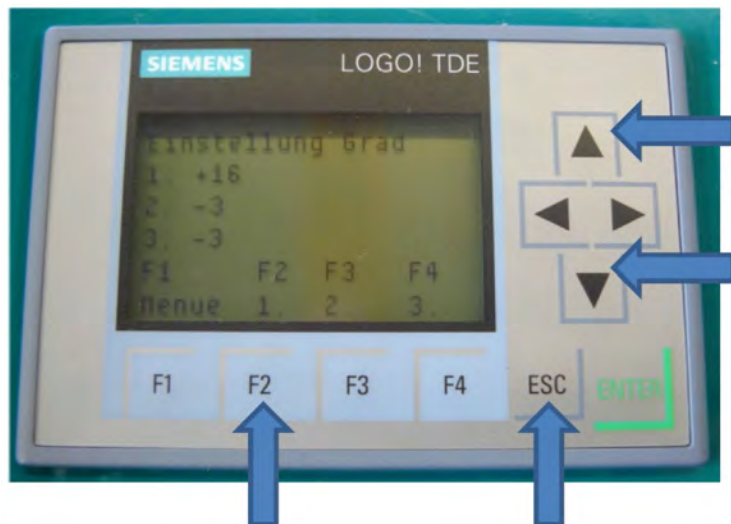 SIEMENS LOGO! TDE
Einstellung Grad
1. +16
2 -3
3. -3
F1 F2 F3 F4
Menue 1. 2. 3.
F1 F2 F3 F4 ESC ENTER